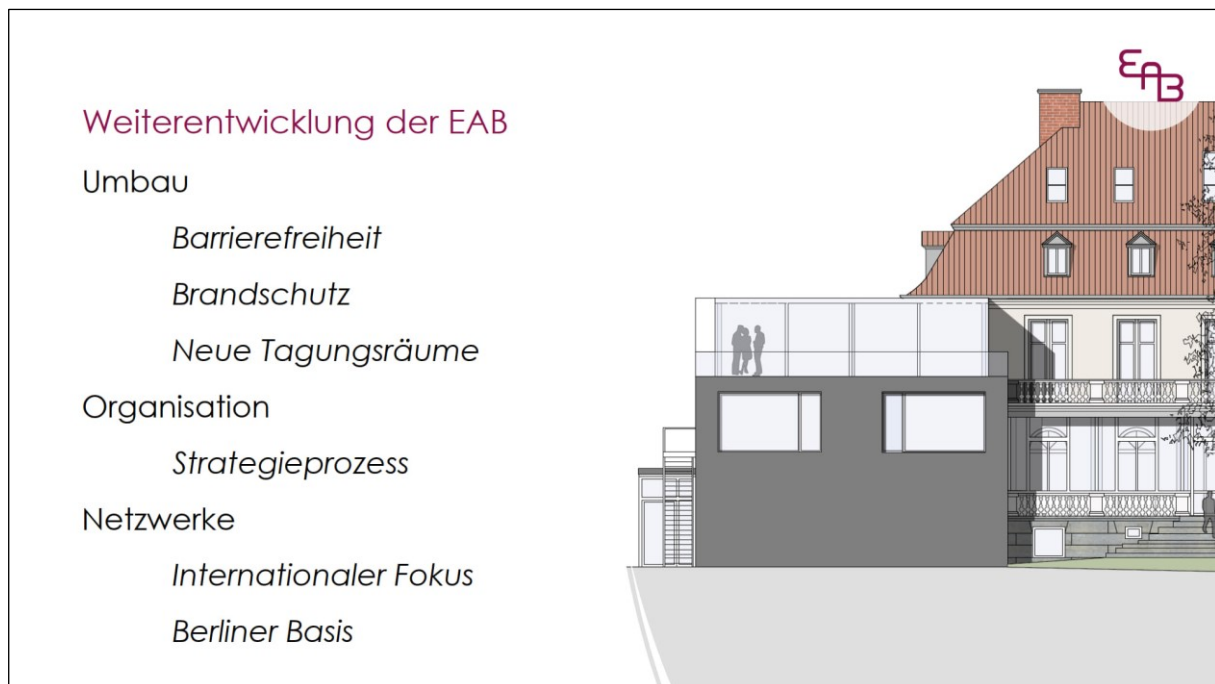 EAB
Weiterentwicklung der EAB
Umbau
Barrierefreiheit
Brandschutz
Neue Tagungsräume
Organisation
Strategieprozess
Netzwerke
Internationaler Fokus
Berliner Basis